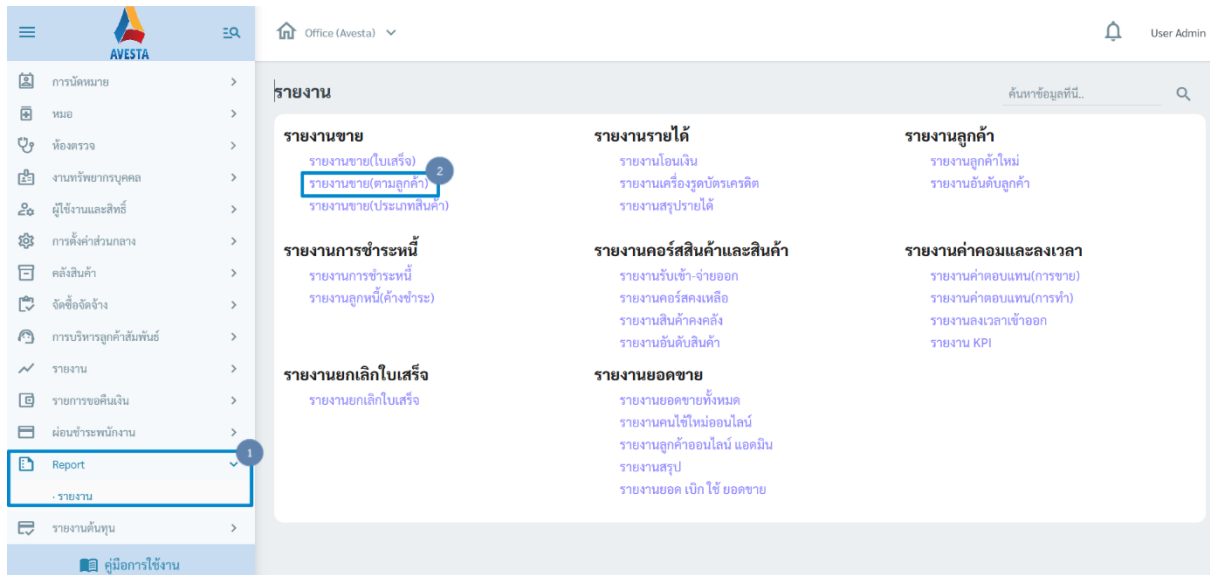 AVESTA
Office (Avesta)
User Admin
การนัดหมาย
หมอ
ห้องตรวจ
งานทรัพยากรบุคคล
ผู้ใช้งานและสิทธิ์
การตั้งค่าส่วนกลาง
คลังสินค้า
จัดซื้อจัดจ้าง
การบริหารลูกค้าสัมพันธ์
รายงาน
รายการขอคืนเงิน
ผ่อนชำระพนักงาน
1
Report
- รายงาน
รายงานต้นทุน
คู่มือการใช้งาน
รายงาน
ค้นหาข้อมูลที่นี่..
รายงานขาย
รายงานขาย(ใบเสร็จ)
2
รายงานขาย(ตามลูกค้า)
รายงานขาย(ประเภทสินค้า)
รายงานรายได้
รายงานโอนเงิน
รายงานเครื่องรูดบัตรเครดิต
รายงานสรุปรายได้
รายงานลูกค้า
รายงานลูกค้าใหม่
รายงานอันดับลูกค้า
รายงานการชำระหนี้
รายงานการชำระหนี้
รายงานลูกหนี้(ค้างชำระ)
รายงานคอร์สสินค้าและสินค้า
รายงานรับเข้า-จ่ายออก
รายงานคอร์สคงเหลือ
รายงานสินค้าคงคลัง
รายงานอันดับสินค้า
รายงานค่าคอมและลงเวลา
รายงานค่าตอบแทน(การขาย)
รายงานค่าตอบแทน(การทำ)
รายงานลงเวลาเข้าออก
รายงาน KPI
รายงานยกเลิกใบเสร็จ
รายงานยกเลิกใบเสร็จ
รายงานยอดขาย
รายงานยอดขายทั้งหมด
รายงานคนไข้ใหม่ออนไลน์
รายงานลูกค้าออนไลน์ แอดมิน
รายงานสรุป
รายงานยอด เบิก ใช้ ยอดขาย